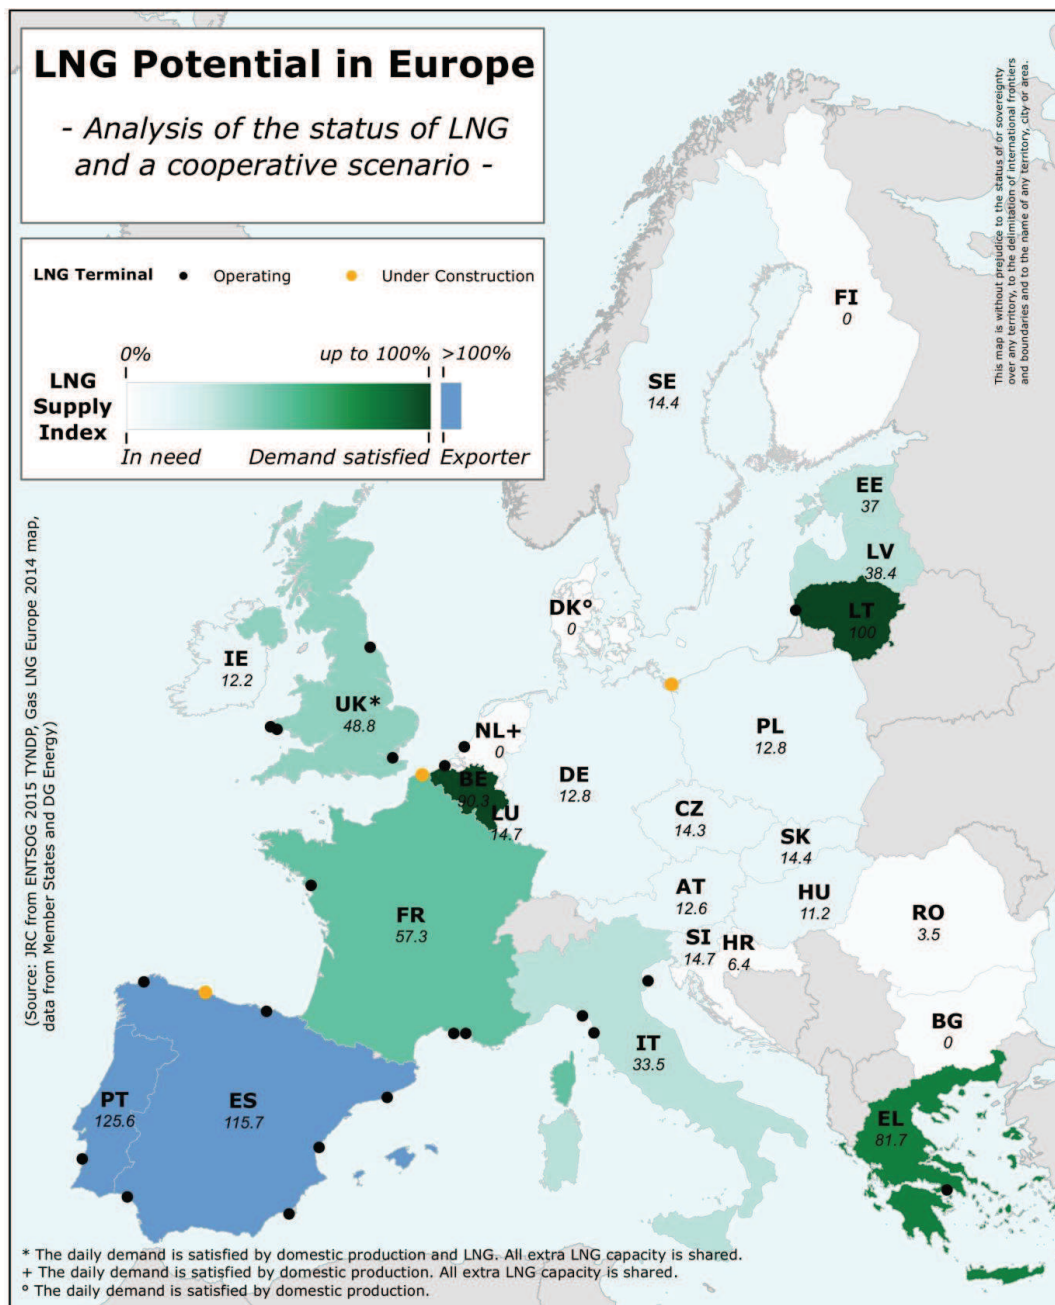 LNG Potential in Europe
- Analysis of the status of LNG
and a cooperative scenario -
LNG Terminal
Operating
Under Construction
0%
up to 100%
>100%
LNG
Supply
Index
In need
Demand satisfied
Exporter
This map is without prejudice to the status of or sovereignty
over any territory, to the delimitation of international frontiers
and boundaries and to the name of any territory, city or area.
(Source: JRC from ENTSOG 2015 TYNDP, Gas LNG Europe 2014 map,
data from Member States and DG Energy)
FI
0
SE
14.4
EE
37
LV
38.4
LT
100
DK°
0
IE
12.2
UK*
48.8
NL+
0
BE
90.3
LU
14.7
DE
12.8
PL
12.8
CZ
14.3
SK
14.4
AT
12.6
HU
11.2
SI
14.7
HR
6.4
RO
3.5
BG
0
FR
57.3
IT
33.5
PT
125.6
ES
115.7
EL
81.7
* The daily demand is satisfied by domestic production and LNG. All extra LNG capacity is shared.
+ The daily demand is satisfied by domestic production. All extra LNG capacity is shared.
° The daily demand is satisfied by domestic production.